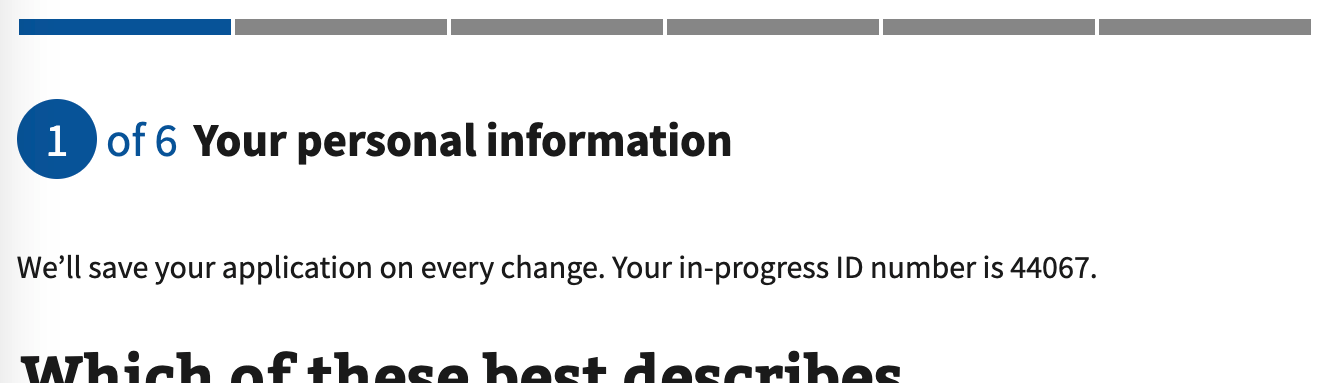 1 of 6 Your personal information
We’ll save your application on every change. Your in-progress ID number is 44067.
Which of these best describes